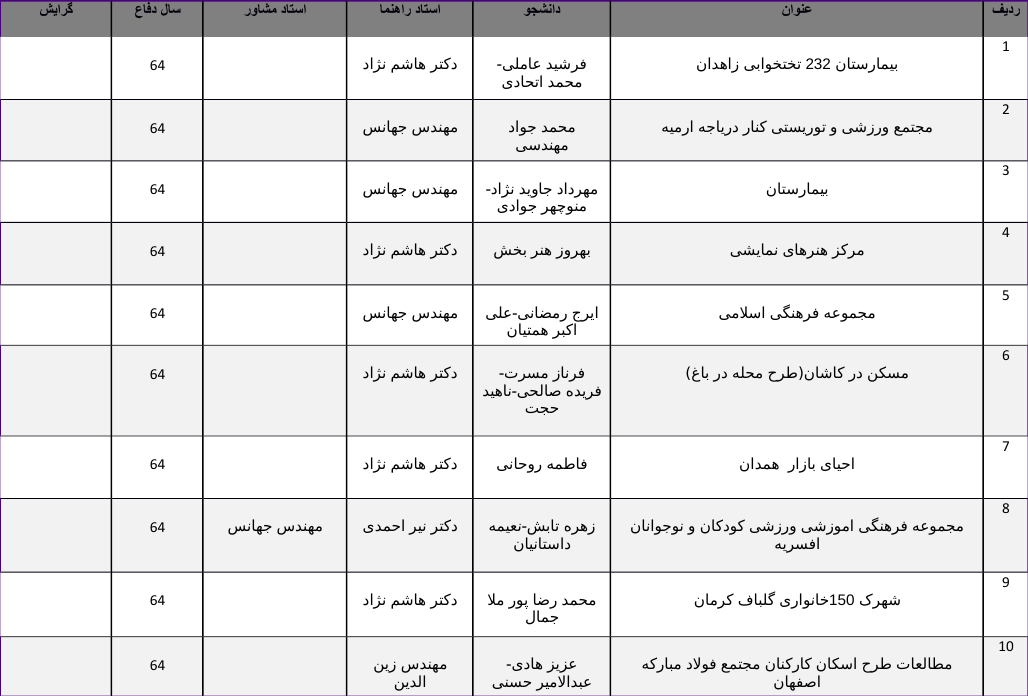 ردیف عنوان دانشجو استاد راهنما استاد مشاور سال دفاع گرایش
1 بیمارستان 232 تختخوابی زاهدان فرشید عاملی- دکتر هاشم نژاد 64
محمد اتحادی
2 مجتمع ورزشی و توریستی کنار دریاجه ارمیه محمد جواد مهندس جهانس 64
مهندسی
3 بیمارستان مهرداد جاوید نژاد- مهندس جهانس 64
منوچهر جوادی
4 مرکز هنرهای نمایشی بهروز هنر بخش دکتر هاشم نژاد 64
5 مجموعه فرهنگی اسلامی ایرج رمضانی-علی مهندس جهانس 64
اکبر همتیان
6 مسکن در کاشان(طرح محله در باغ) فرناز مسرت- دکتر هاشم نژاد 64
فریده صالحی-ناهید
حجت
7 احیای بازار همدان فاطمه روحانی دکتر هاشم نژاد 64
8 مجموعه فرهنگی اموزشی ورزشی کودکان و نوجوانان زهره تابش-نعیمه دکتر نیر احمدی مهندس جهانس 64
افسریه داستانیان
9 شهرک 150خانواری گلباف کرمان محمد رضا پور ملا دکتر هاشم نژاد 64
جمال
10 مطالعات طرح اسکان کارکنان مجتمع فولاد مبارکه عزیز هادی- مهندس زین 64
اصفهان عبدالامیر حسنی الدین